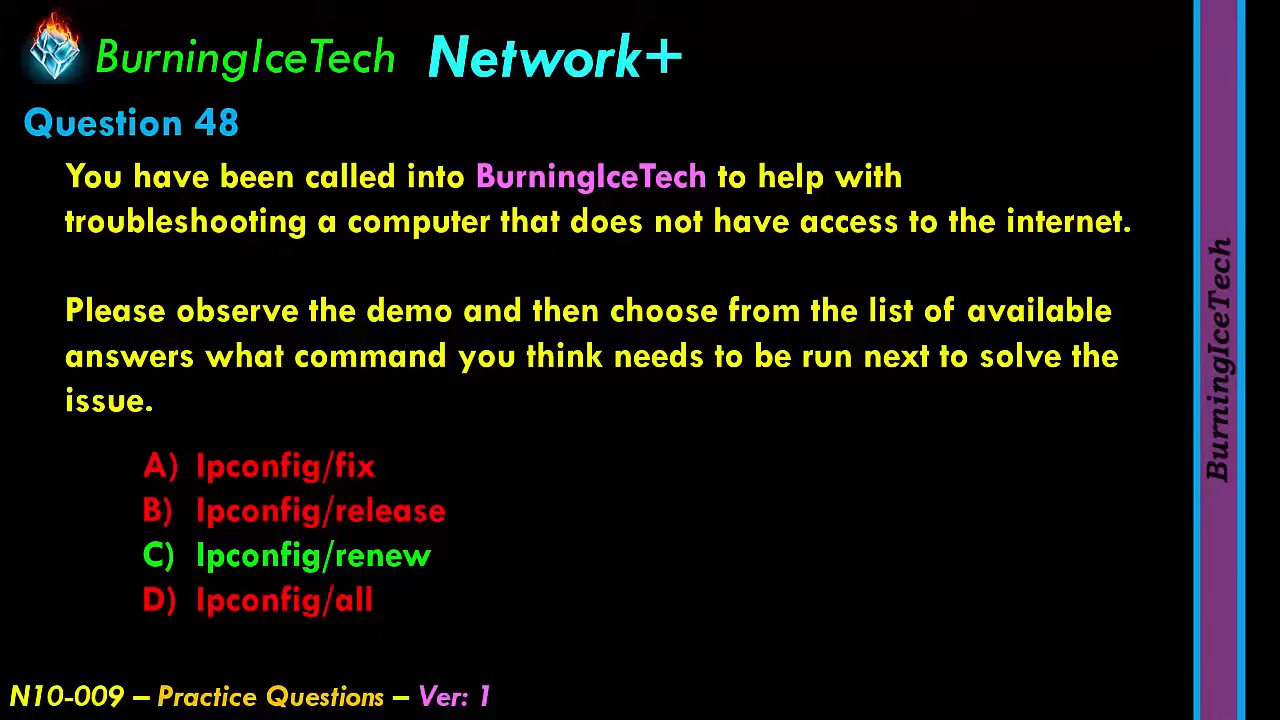 BurningIceTech Network+
Question 48
You have been called into BurningIceTech to help with
troubleshooting a computer that does not have access to the internet.
Please observe the demo and then choose from the list of available
answers what command you think needs to be run next to solve the
issue.
A) Ipconfig/fix
B) Ipconfig/release
C) Ipconfig/renew
D) Ipconfig/all
N10-009 – Practice Questions – Ver: 1
BurningIceTech